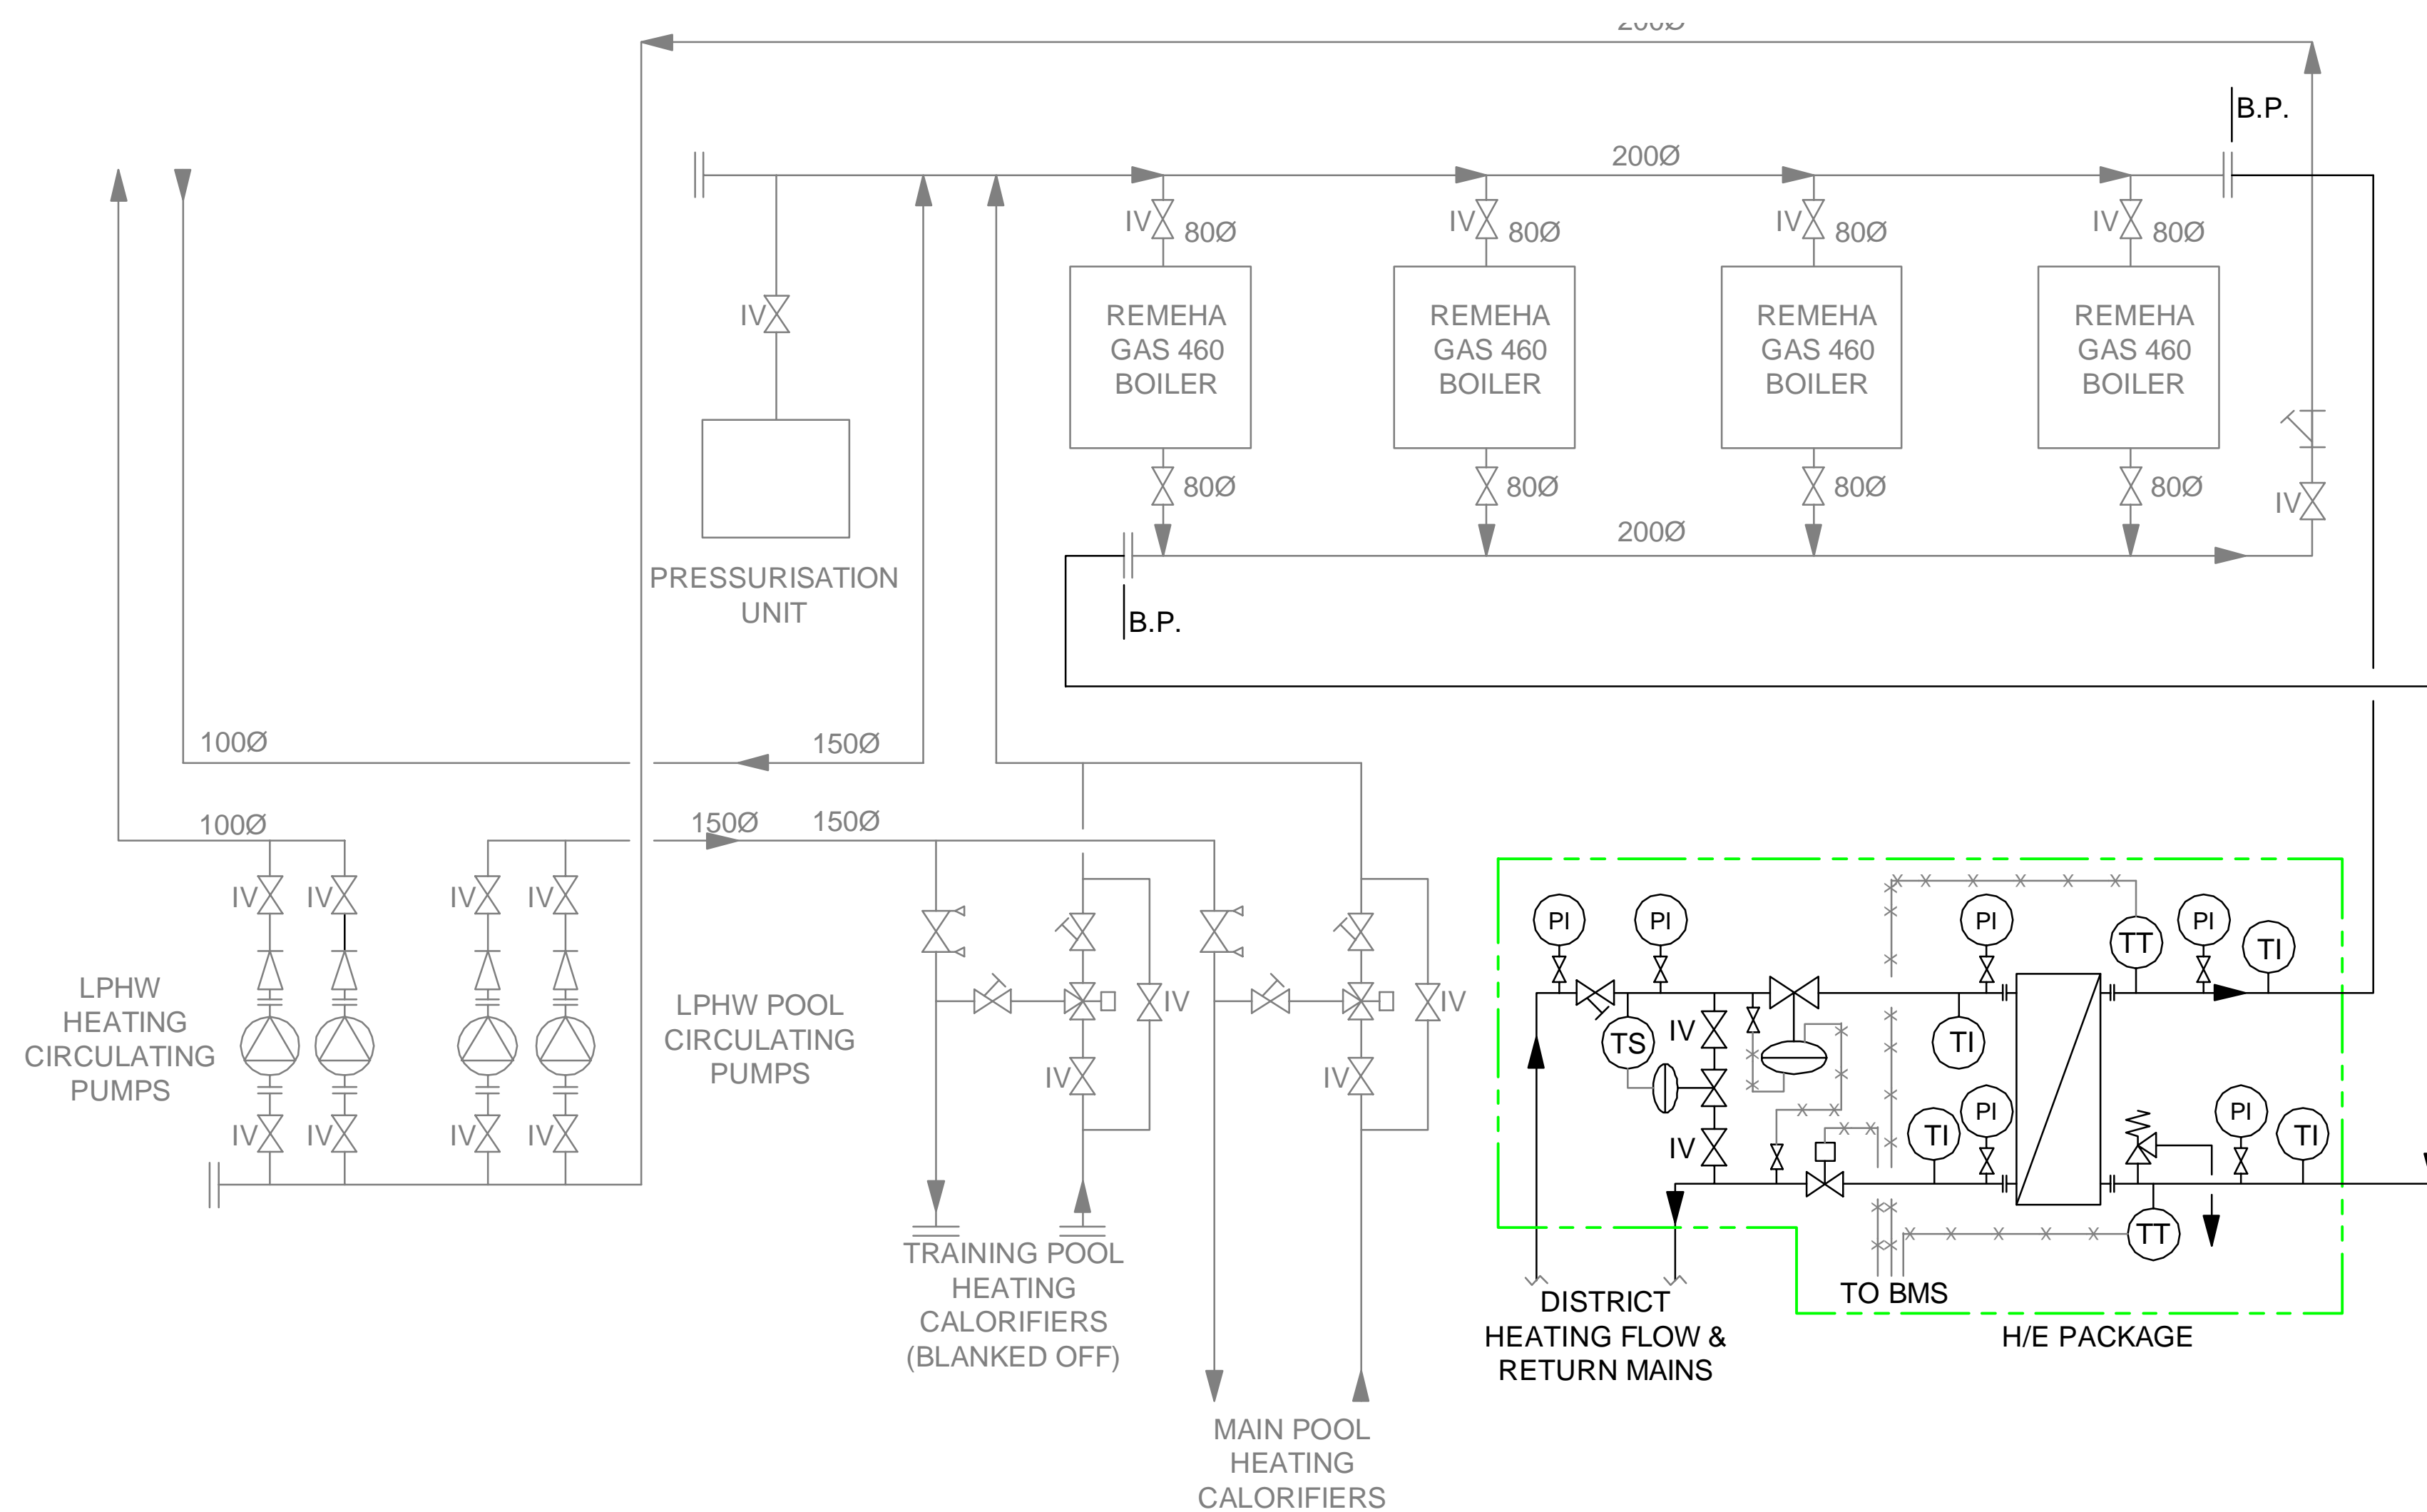 200Ø
B.P.
200Ø
IV
80Ø
IV
80Ø
IV
80Ø
IV
80Ø
IV
REMEHA
GAS 460
BOILER
REMEHA
GAS 460
BOILER
REMEHA
GAS 460
BOILER
REMEHA
GAS 460
BOILER
80Ø
80Ø
80Ø
80Ø
IV
200Ø
PRESSURISATION
UNIT
B.P.
100Ø
150Ø
100Ø
150Ø
150Ø
IV
IV
IV
IV
LPHW
HEATING
CIRCULATING
PUMPS
LPHW POOL
CIRCULATING
PUMPS
IV
IV
IV
IV
IV
IV
IV
IV
PI
PI
PI
TT
PI
TI
TS
IV
TI
IV
TI
PI
PI
TI
TT
TRAINING POOL
HEATING
CALORIFIERS
(BLANKED OFF)
MAIN POOL
HEATING
CALORIFIERS
DISTRICT
HEATING FLOW &
RETURN MAINS
TO BMS
H/E PACKAGE